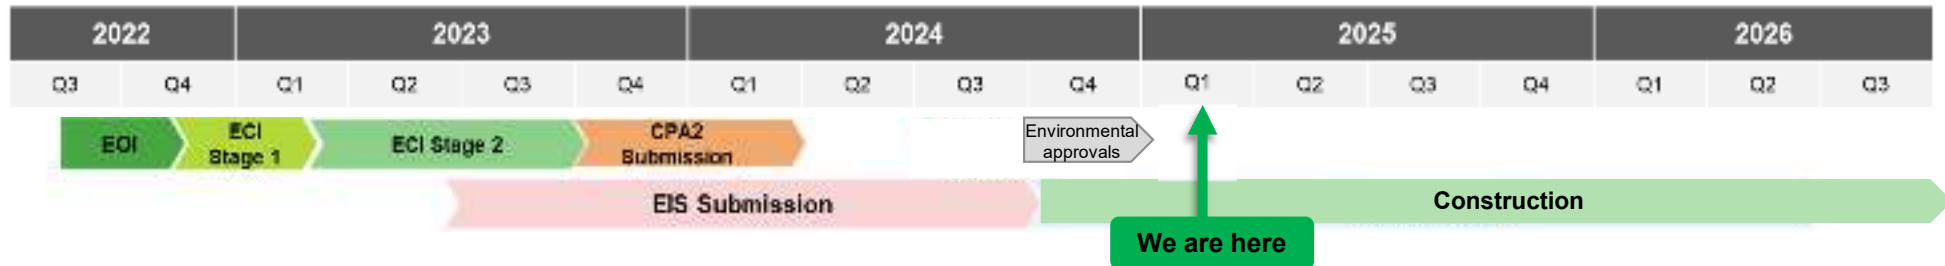 2022 2023 2024 2025 2026
Q3 Q4 Q1 Q2 Q3 Q4 Q1 Q2 Q3 Q4 Q1 Q2 Q3 Q4 Q1 Q2 Q3
EOI
ECI
Stage 1
ECI Stage 2
CPA2
Submission
Environmental
approvals
EIS Submission
Construction
We are here